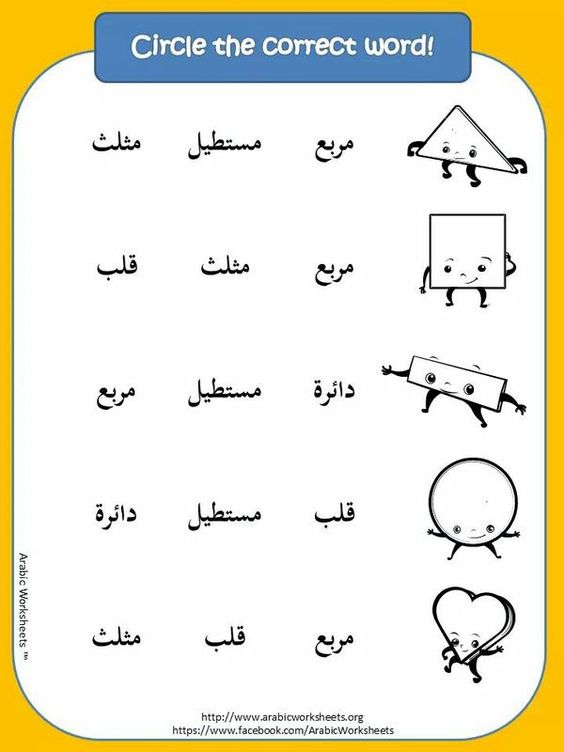 Circle the correct word!
مربع مستطيل مثلث
مربع مثلث قلب
دائرة مستطيل مربع
قلب مستطيل دائرة
مربع قلب مثلث
Arabic Worksheets ™
http://www.arabicworksheets.org
https://www.facebook.com/ArabicWorksheets